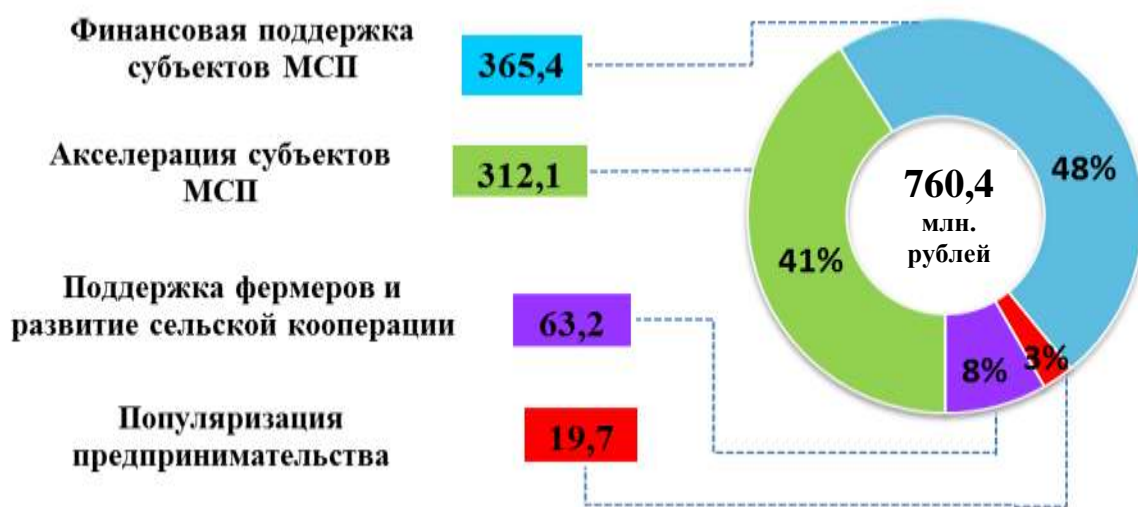 Финансовая поддержка
субъектов МСП
365,4
Акселерация субъектов
МСП
312,1
Поддержка фермеров и
развитие сельской кооперации
63,2
Популяризация
предпринимательства
19,7
48%
760,4
млн.
рублей
41%
3%
8%